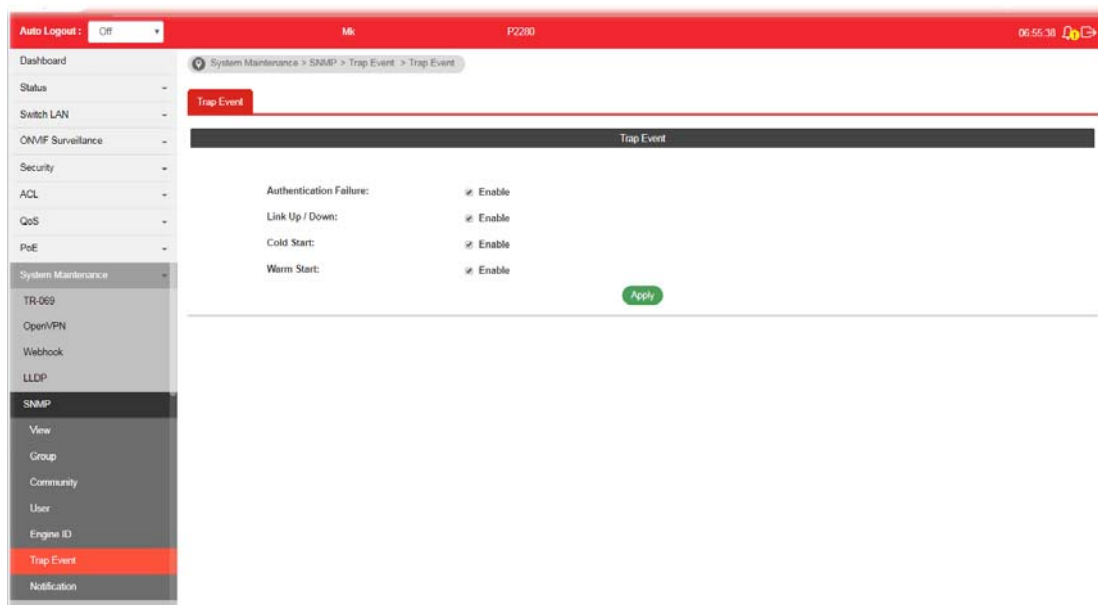 Auto Logout : Off Mk P2280 06:55:38
Dashboard
System Maintenance > SNMP > Trap Event > Trap Event
Status
Switch LAN
ONVIF Surveillance
Security
ACL
QoS
PoE
System Maintenance
TR-069
OpenVPN
Webhook
LLDP
SNMP
View
Group
Community
User
Engine ID
Trap Event
Notification
Trap Event
Trap Event
Authentication Failure: Enable
Link Up / Down: Enable
Cold Start: Enable
Warm Start: Enable
Apply